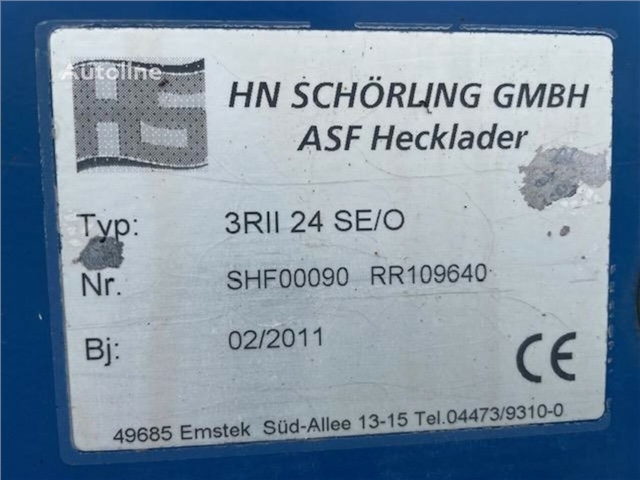 Autoline
HS
HN SCHÖRLING GMBH
ASF Hecklader
Typ: 3RII 24 SE/O
Nr. SHF00090 RR109640
Bj: 02/2011
CE
49685 Emstek Süd-Allee 13-15 Tel.04473/9310-0